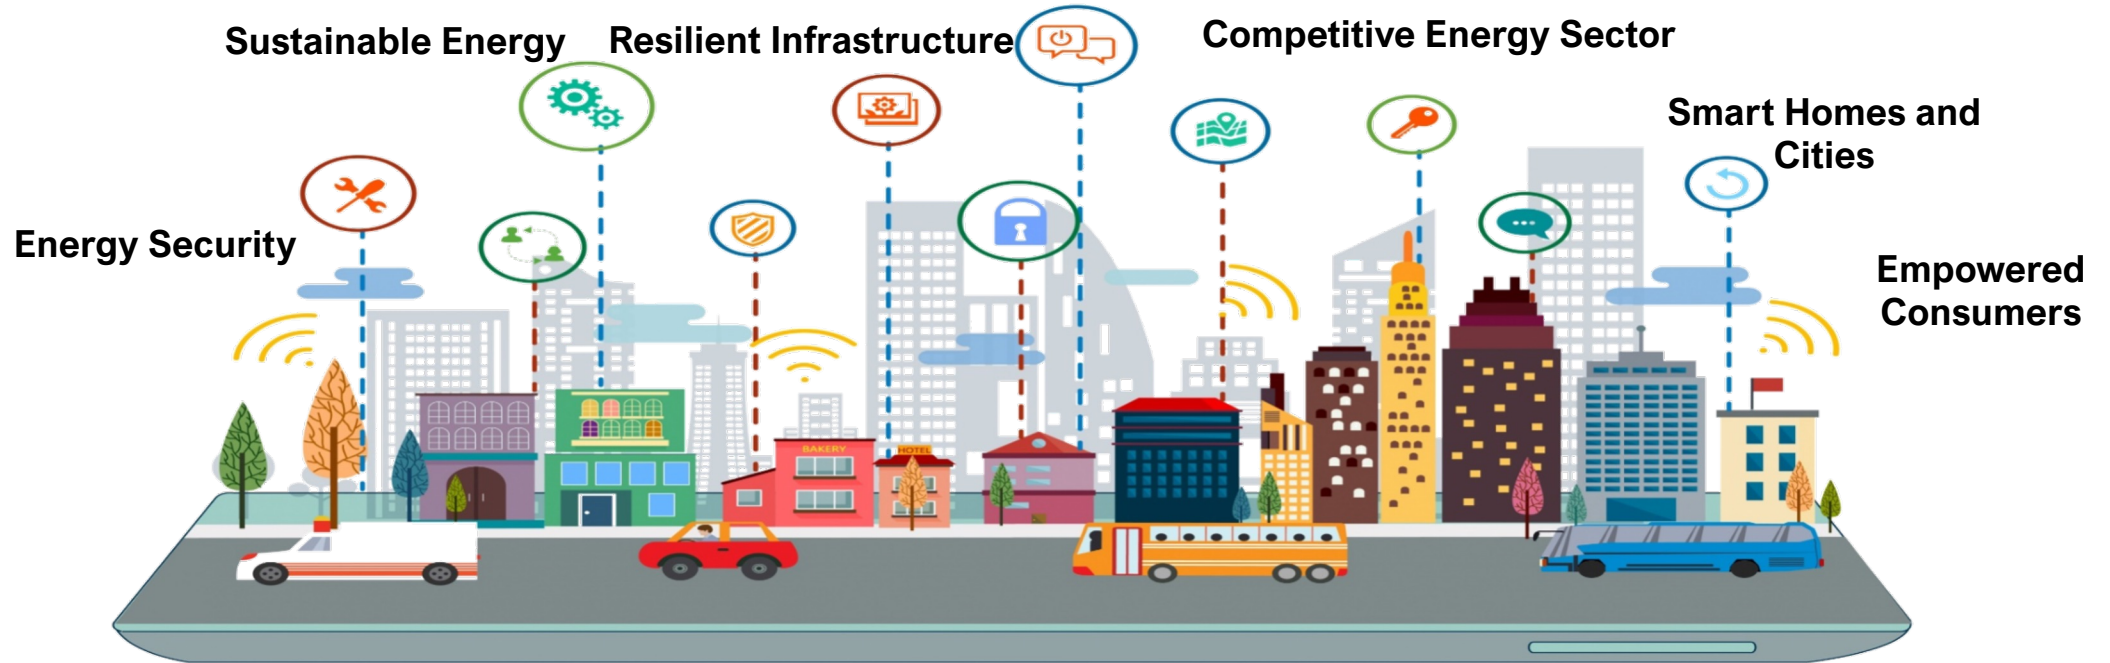 Sustainable Energy
Resilient Infrastructure
Competitive Energy Sector
Smart Homes and
Cities
Energy Security
Empowered
Consumers
BAKERY
HOTEL